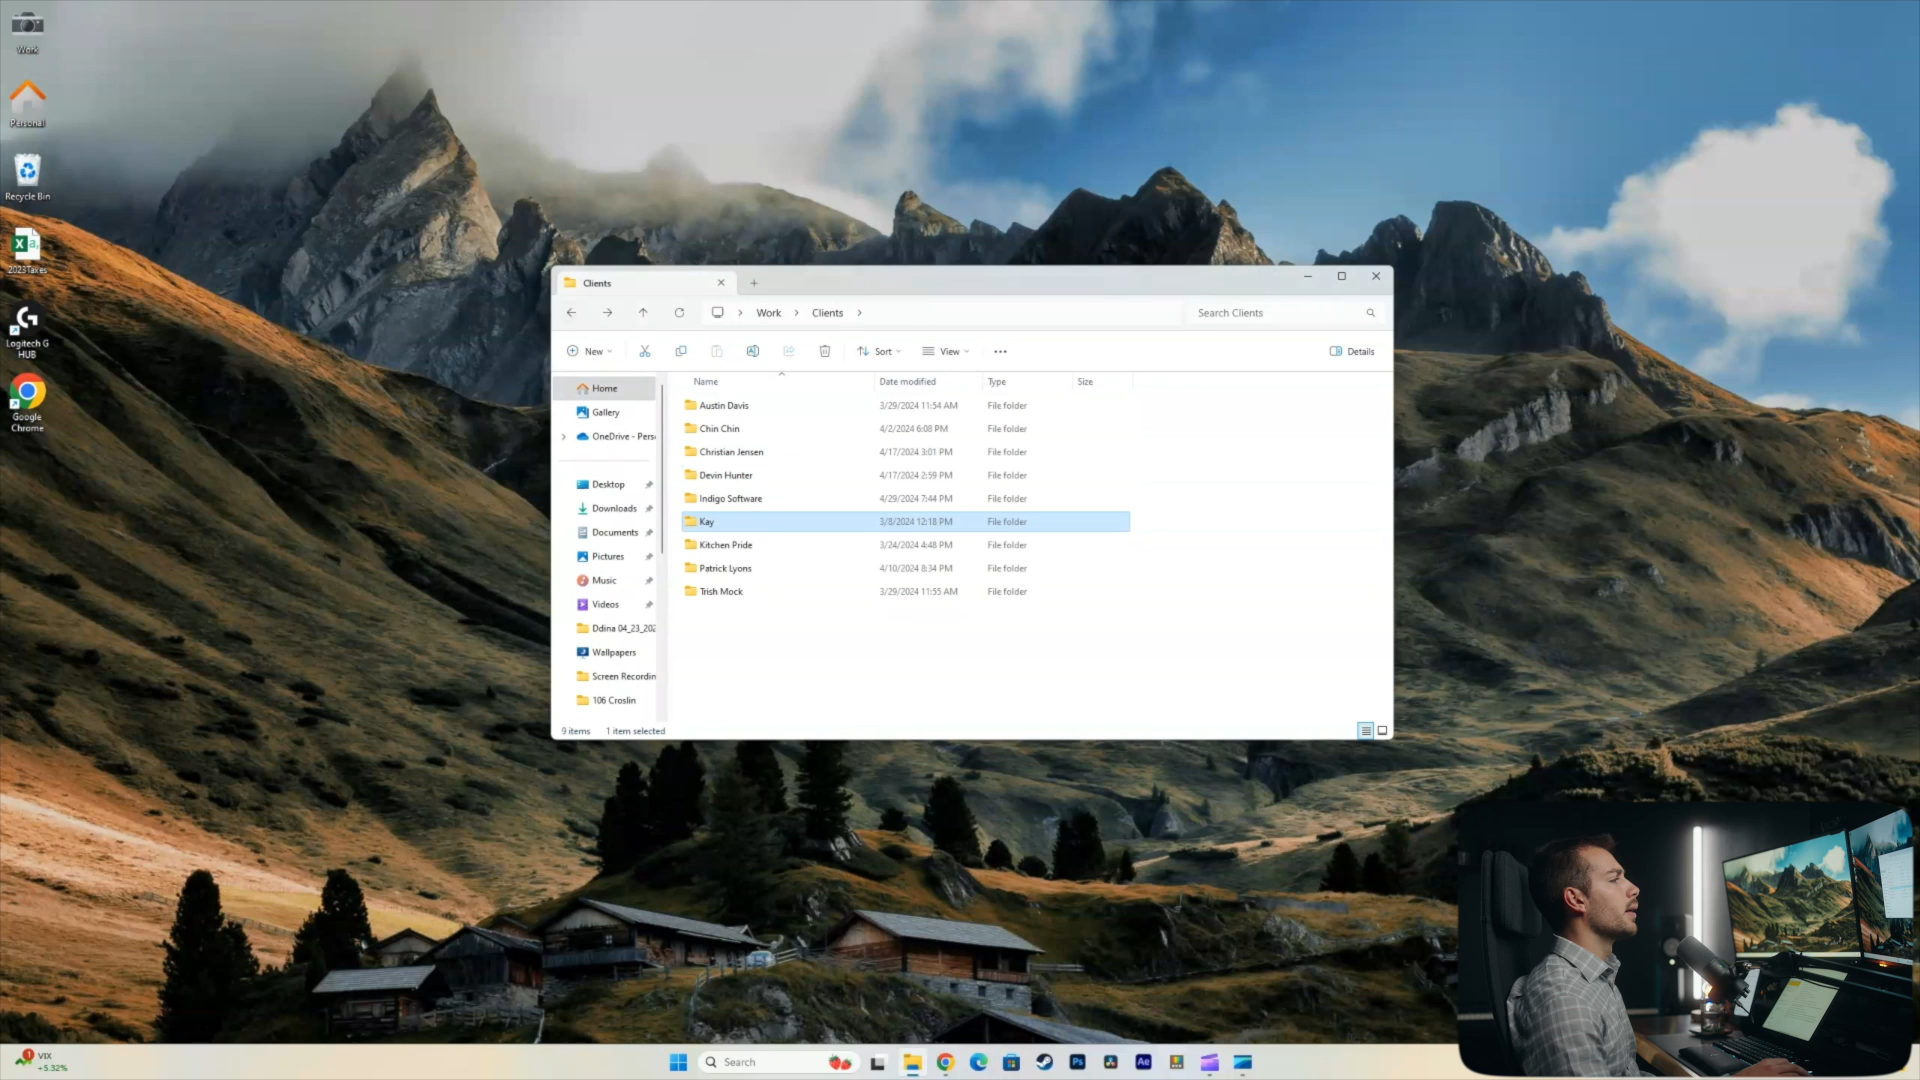 Work
Personal
Recycle Bin
2023Taxes
Logitech G
HUB
Google
Chrome
Clients
Work
Clients
Search Clients
New
Sort
View
Details
Home
Gallery
OneDrive - Pers
Desktop
Downloads
Documents
Pictures
Music
Videos
Ddina 04_23_202
Wallpapers
Screen Recordin
106 Croslin
Name Date modified Type Size
Austin Davis 3/29/2024 11:54 AM File folder
Chin Chin 4/2/2024 6:08 PM File folder
Christian Jensen 4/17/2024 3:01 PM File folder
Devin Hunter 4/17/2024 2:59 PM File folder
Indigo Software 4/29/2024 7:44 PM File folder
Kay 3/8/2024 12:18 PM File folder
Kitchen Pride 3/24/2024 4:48 PM File folder
Patrick Lyons 4/10/2024 8:34 PM File folder
Trish Mock 3/29/2024 11:55 AM File folder
9 items 1 item selected
1
VIX
+5.32%
Search
Ps
Ae